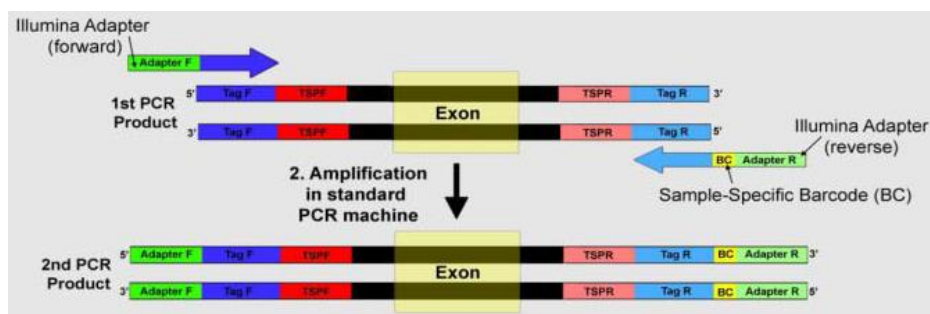 Illumina Adapter
(forward)
Adapter F
1st PCR
Product
5'
Tag F
TSPF
Exon
TSPR
Tag R
3'
3'
Tag F
TSPF
TSPR
Tag R
5'
Illumina Adapter
(reverse)
BC
Adapter R
Sample-Specific Barcode (BC)
2. Amplification
in standard
PCR machine
2nd PCR
Product
5'
Adapter F
Tag F
TSPF
Exon
TSPR
Tag R
BC
Adapter R
3'
3'
Adapter F
Tag F
TSPF
TSPR
Tag R
BC
Adapter R
5'